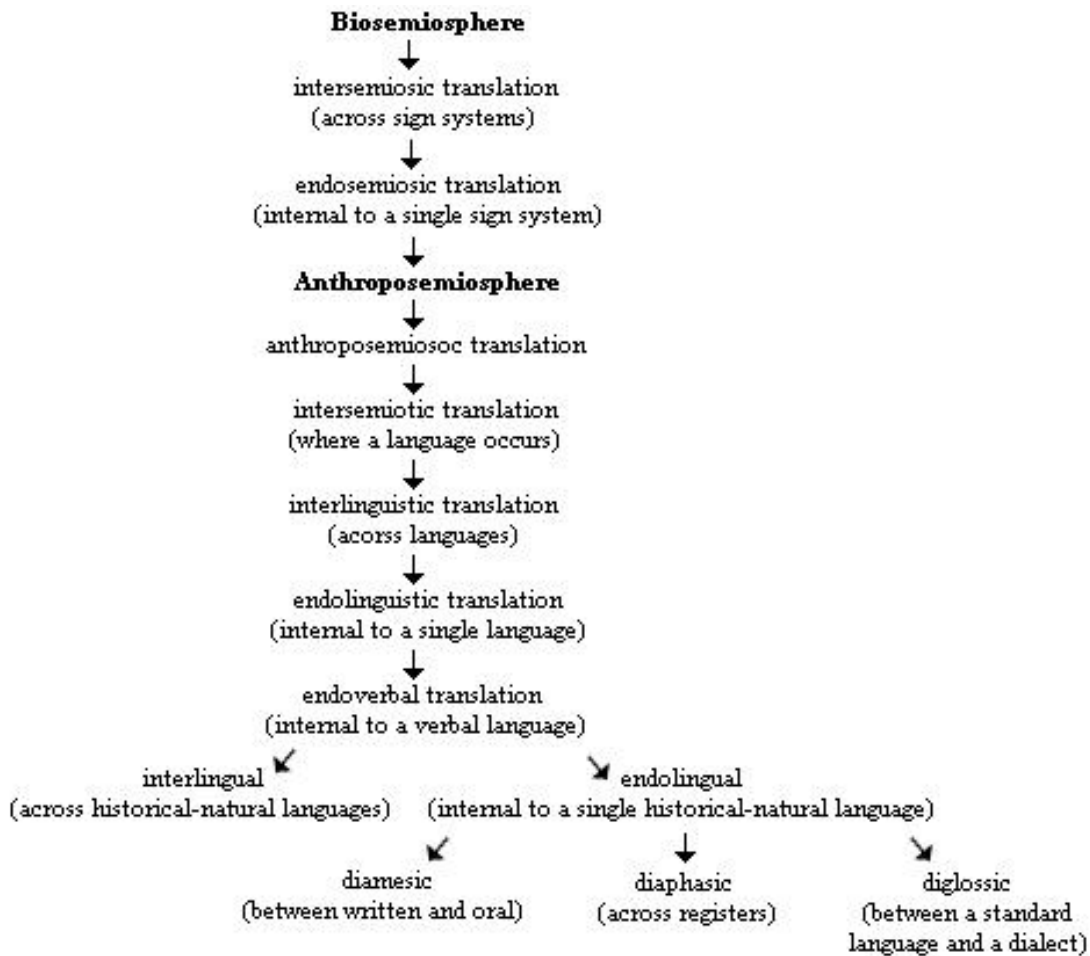 Biosemiosphere
intersemiosic translation
(across sign systems)
endosemiosic translation
(internal to a single sign system)
Anthroposemiosphere
anthroposemiosoc translation
intersemiotic translation
(where a language occurs)
interlinguistic translation
(acorss languages)
endolinguistic translation
(internal to a single language)
endoverbal translation
(internal to a verbal language)
interlingual
(across historical-natural languages)
endolingual
(internal to a single historical-natural language)
diamesic
(between written and oral)
diaphasic
(across registers)
diglossic
(between a standard
language and a dialect)